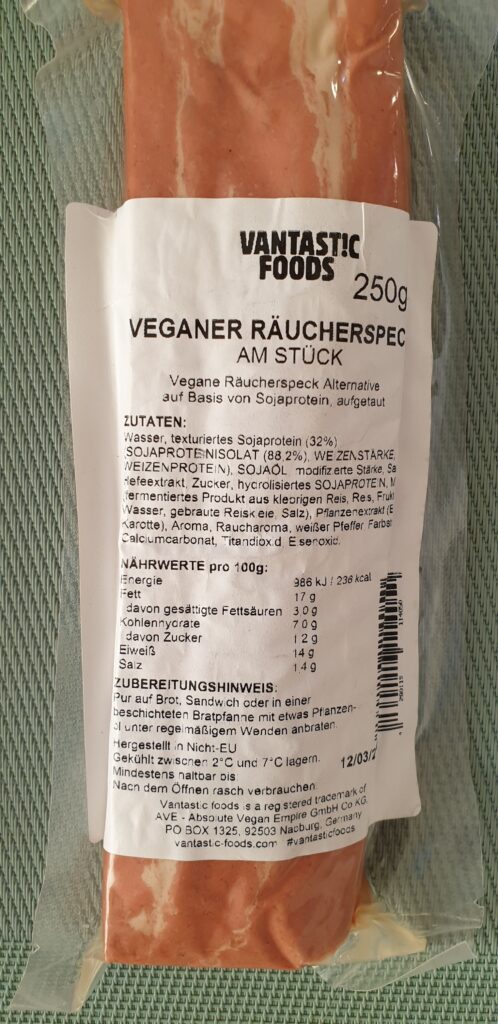 VANTAST!C
FOODS
250g
VEGANER RÄUCHERSPEC
AM STÜCK
Vegane Räucherspeck Alternative
auf Basis von Sojaprotein, aufgetaut
ZUTATEN:
Wasser, texturiertes Sojaprotein (32%)
(SOJAPROTEINISOLAT (88,2%), WEIZENSTÄRKE,
WEIZENPROTEIN), SOJAÖL, modifizierte Stärke, Sa
Hefeextrakt, Zucker, hydrolisiertes SOJAPROTEIN, M
(fermentiertes Produkt aus klebrigen Reis, Reis,
Wasser, gebraute Reiskleie, Salz), Pflanzenextrakt
Karotte), Aroma, Raucharoma, weißer Pfeffer, Farbst
Calciumcarbonat, Titandioxid, Eisenoxid.
NÄHRWERTE pro 100g:
Energie 986 kJ / 236 kcal
Fett 17 g
davon gesättigte Fettsäuren 3.0 g
Kohlenhydrate 7.0 g
davon Zucker 1.2 g
Eiweiß 14 g
Salz 1.4 g
ZUBEREITUNGSHINWEIS:
Pur auf Brot, Sandwich oder in einer
beschichteten Bratpfanne mit etwas Pflanzen-
öl unter regelmäßigem Wenden anbraten.
Hergestellt in Nicht-EU
Gekühlt zwischen 2°C und 7°C lagern.
Mindestens haltbar bis 12/03/2
Nach dem Öffnen rasch verbrauchen.
Vantastic foods is a registered trademark of
AVE - Absolute Vegan Empire GmbH Co KG.
PO BOX 1325, 92503 Nabburg, Germany
vantastic-foods.com #vantasticfoods